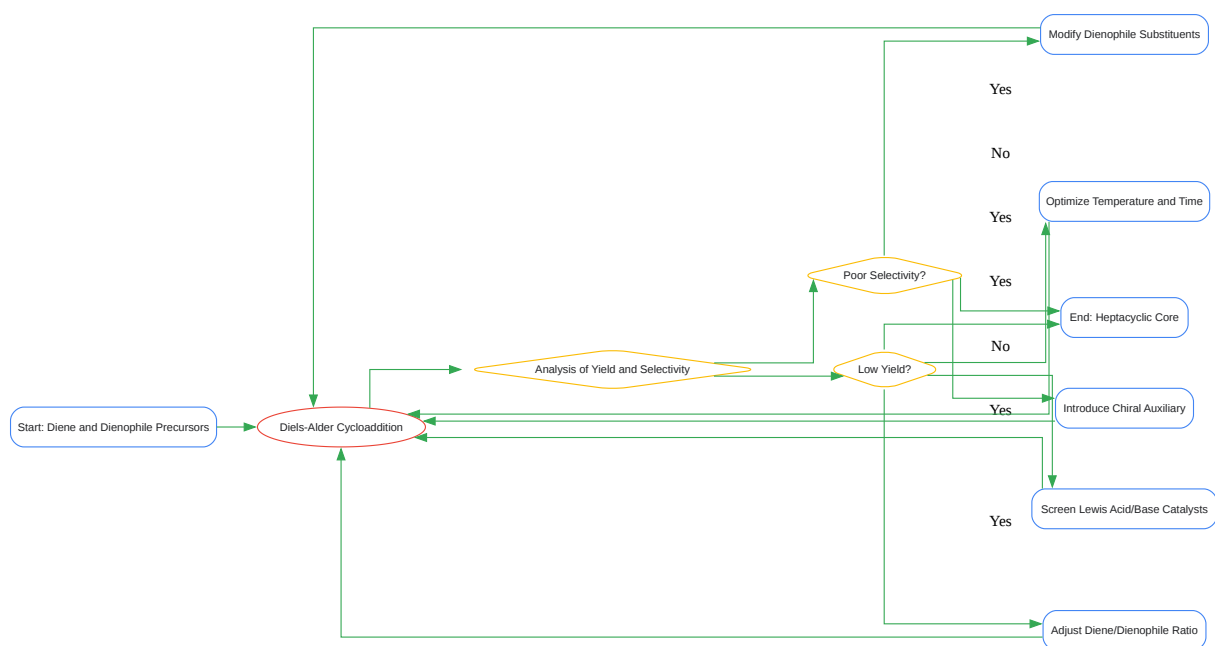 Modify Dienophile Substituents
Yes
No
Optimize Temperature and Time
Yes
Poor Selectivity?
Yes
End: Heptacyclic Core
No
Analysis of Yield and Selectivity
Low Yield?
Yes
Introduce Chiral Auxiliary
Start: Diene and Dienophile Precursors
Diels-Alder Cycloaddition
Screen Lewis Acid/Base Catalysts
Yes
Adjust Diene/Dienophile Ratio